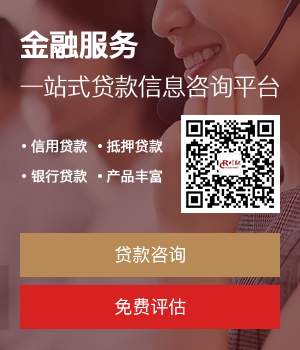 金融服务
一站式贷款信息咨询平台
• 信用贷款 • 抵押贷款
• 银行贷款 • 产品丰富
贷款咨询
免费评估